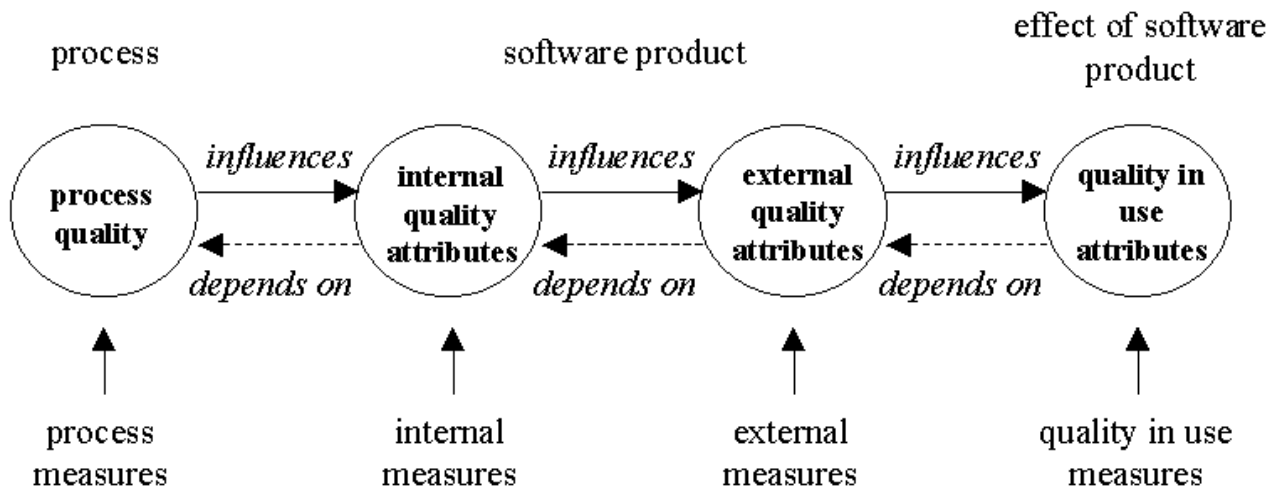 process
software product
effect of software
product
influences
influences
influences
process
quality
internal
quality
attributes
external
quality
attributes
quality in
use
attributes
depends on
depends on
depends on
process
measures
internal
measures
external
measures
quality in use
measures